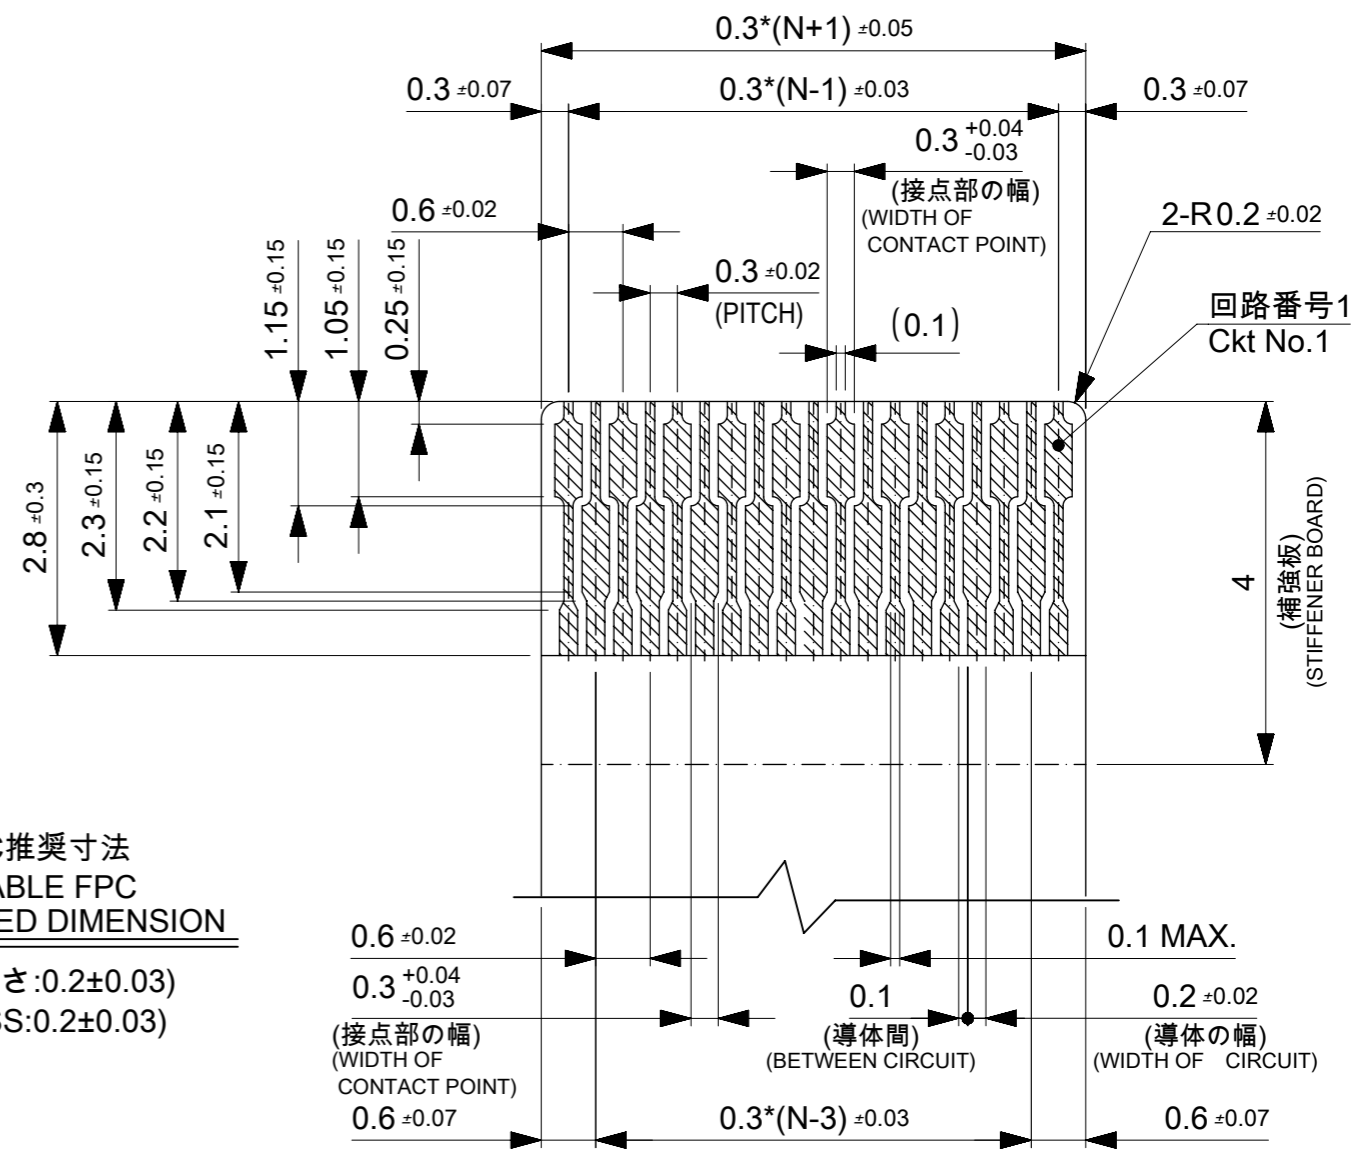 0.3*(N+1) ±0.05
0.3 ±0.07
0.3*(N-1) ±0.03
0.3 ±0.07
0.3 +0.04 -0.03
(接点部の幅)
(WIDTH OF
CONTACT POINT)
0.6 ±0.02
2-R0.2 ±0.02
0.3 ±0.02
(PITCH)
(0.1)
回路番号1
Ckt No.1
1.15 ±0.15
1.05 ±0.15
0.25 ±0.15
2.8 ±0.3
2.3 ±0.15
2.2 ±0.15
2.1 ±0.15
4
(補強板)
(STIFFENER BOARD)
推奨寸法
ABLE FPC
ED DIMENSION
さ:0.2±0.03)
SS:0.2±0.03)
0.6 ±0.02
0.1 MAX.
0.3 +0.04 -0.03
(接点部の幅)
(WIDTH OF
CONTACT POINT)
0.1
(導体間)
(BETWEEN CIRCUIT)
0.2 ±0.02
(導体の幅)
(WIDTH OF CIRCUIT)
0.6 ±0.07
0.3*(N-3) ±0.03
0.6 ±0.07